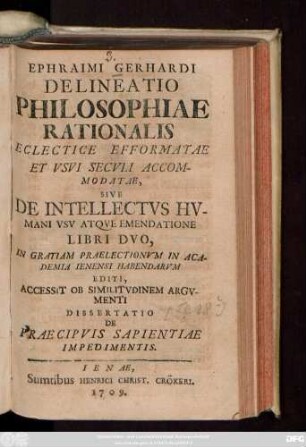 3.
EPHRAIMI GERHARDI
DELINEATIO
PHILOSOPHIAE
RATIONALIS
ECLECTICE EFFORMATAE
ET VSVI SECVLI ACCOM-
MODATAE,
SIVE
DE INTELLECTVS HV-
MANI VSV ATQVE EMENDATIONE
LIBRI DVO,
IN GRATIAM PRAELECTIONVM IN ACA-
DEMIA IENENSI HABENDARVM
EDITI,
ACCESSIT OB SIMILITVDINEM ARGV-
MENTI
DISSERTATIO
DE
PRAECIPVIS SAPIENTIAE
IMPEDIMENTIS.
IENAE,
Sumtibus HENRICI CHRIST. CRÖKERI.
1709.